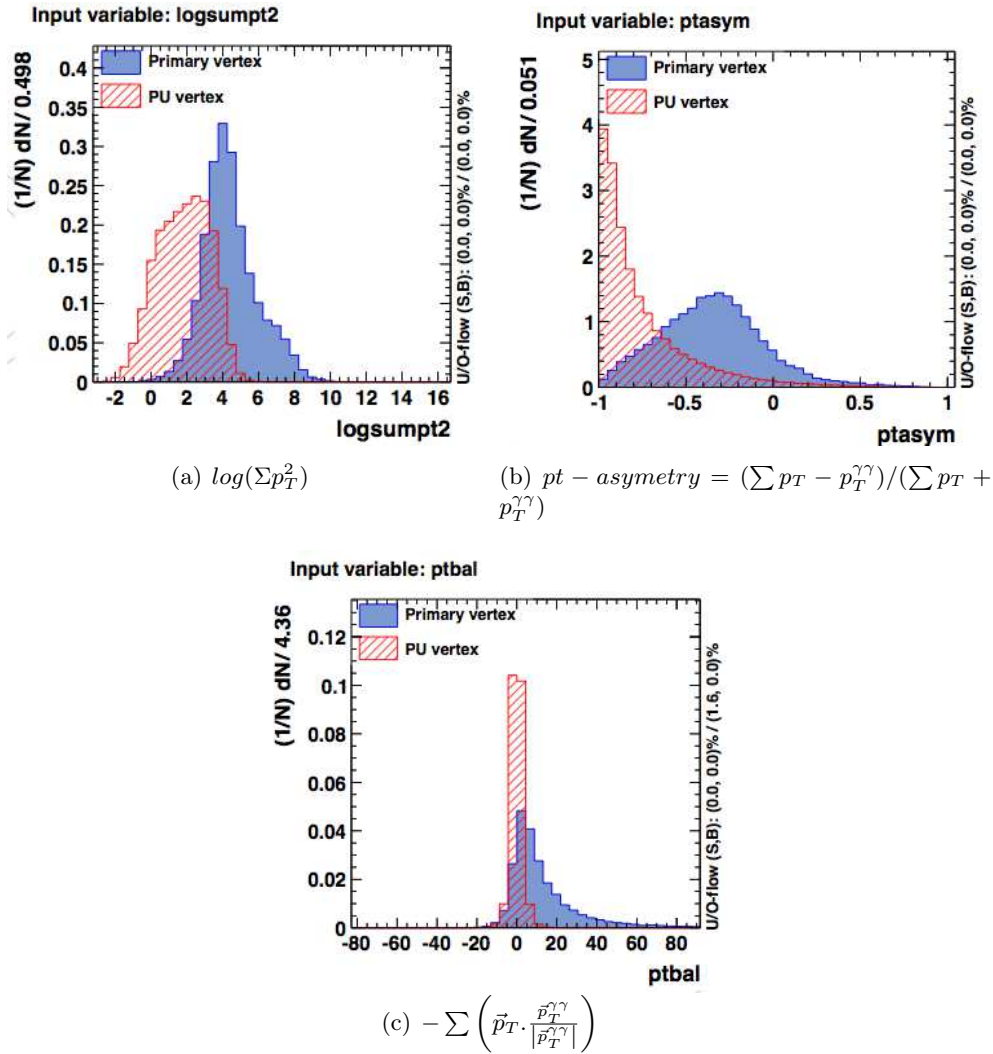 Input variable: logsumpt2
Primary vertex
PU vertex
(1/N) dN/ 0.498
0.4
0.35
0.3
0.25
0.2
0.15
0.1
0.05
0
-2 0 2 4 6 8 10 12 14 16
logsumpt2
U/O-flow (S,B): (0.0, 0.0)% / (0.0, 0.0)%
(a) log(Σp_T^2)
Input variable: ptasym
Primary vertex
PU vertex
(1/N) dN/ 0.051
5
4
3
2
1
0
-1 -0.5 0 0.5 1
ptasym
U/O-flow (S,B): (0.0, 0.0)% / (0.0, 0.0)%
(b) pt − asymetry = (∑ p_T − p_T^{γγ})/(∑ p_T +
p_T^{γγ})
Input variable: ptbal
Primary vertex
PU vertex
(1/N) dN/ 4.36
0.12
0.1
0.08
0.06
0.04
0.02
0
-80 -60 -40 -20 0 20 40 60 80
ptbal
U/O-flow (S,B): (0.0, 0.0)% / (1.6, 0.0)%
(c) − ∑ (\vec{p}_T . \frac{\vec{p}_T^{γγ}}{|\vec{p}_T^{γγ}|})